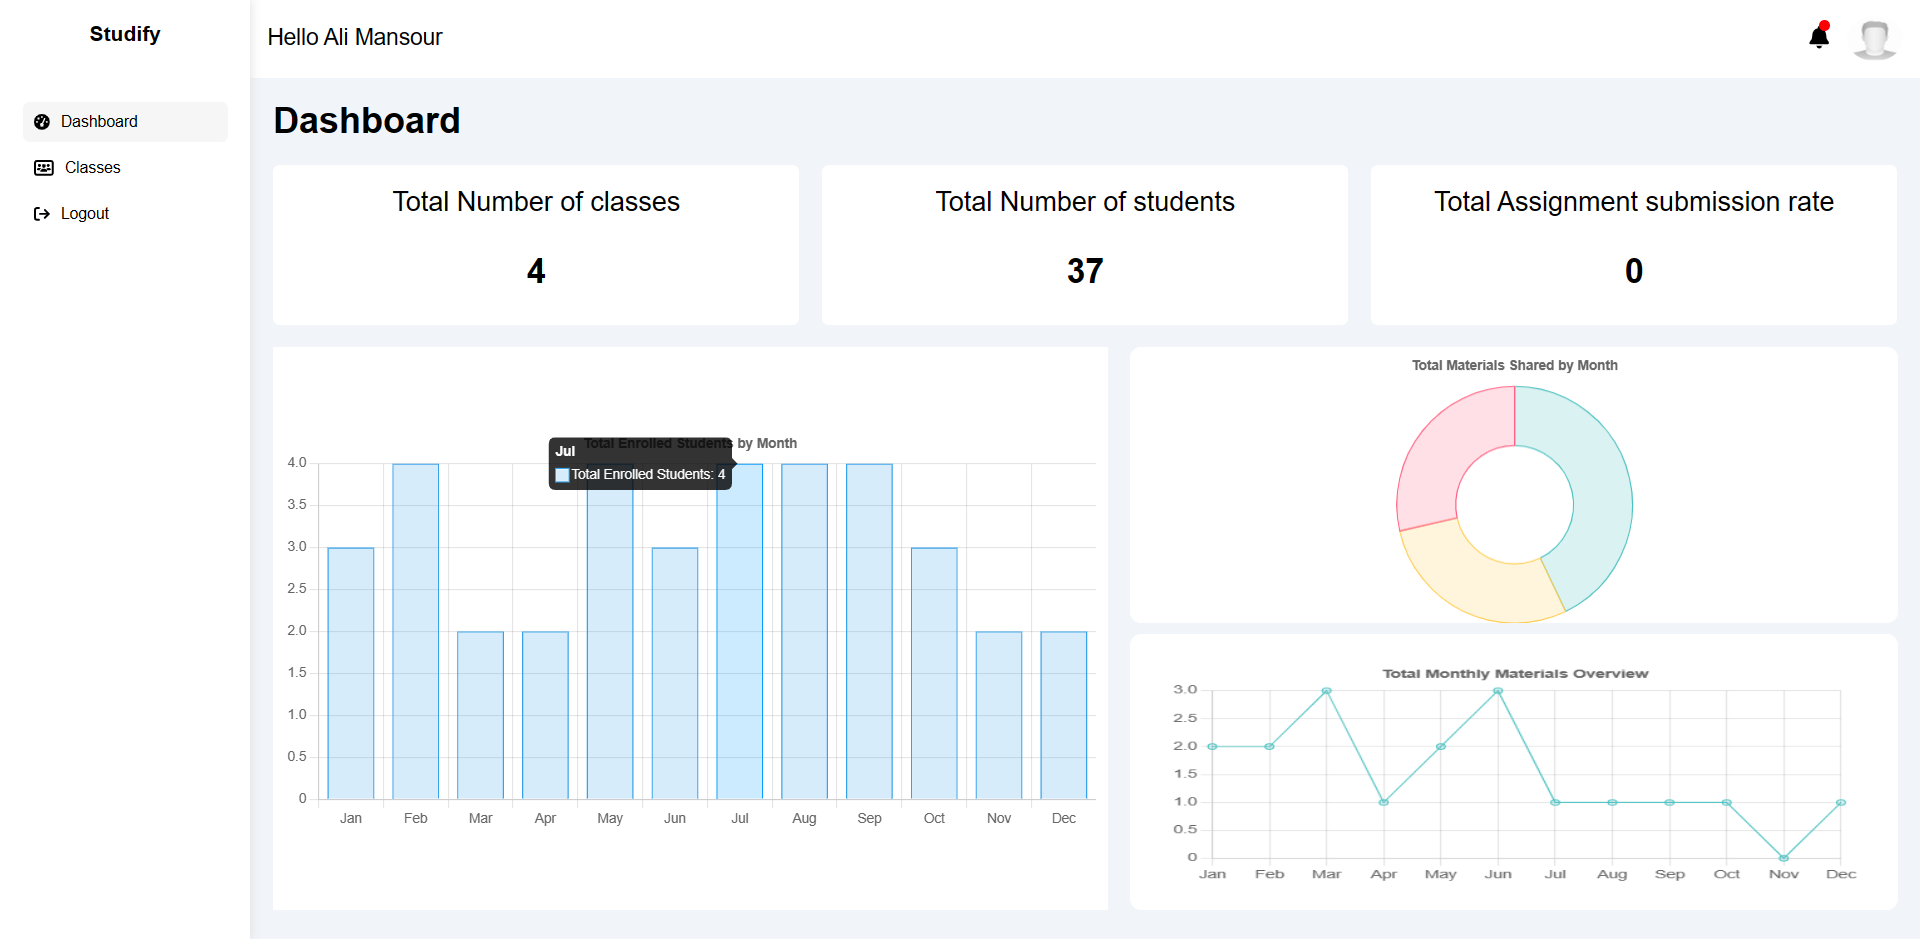 Studify
Hello Ali Mansour
Dashboard
Classes
Logout
Dashboard
Total Number of classes
4
Total Number of students
37
Total Assignment submission rate
0
Total Enrolled Students by Month
Jul
Total Enrolled Students: 4
4.0
3.5
3.0
2.5
2.0
1.5
1.0
0.5
0
Jan Feb Mar Apr May Jun Jul Aug Sep Oct Nov Dec
Total Materials Shared by Month
Total Monthly Materials Overview
3.0
2.5
2.0
1.5
1.0
0.5
0
Jan Feb Mar Apr May Jun Jul Aug Sep Oct Nov Dec